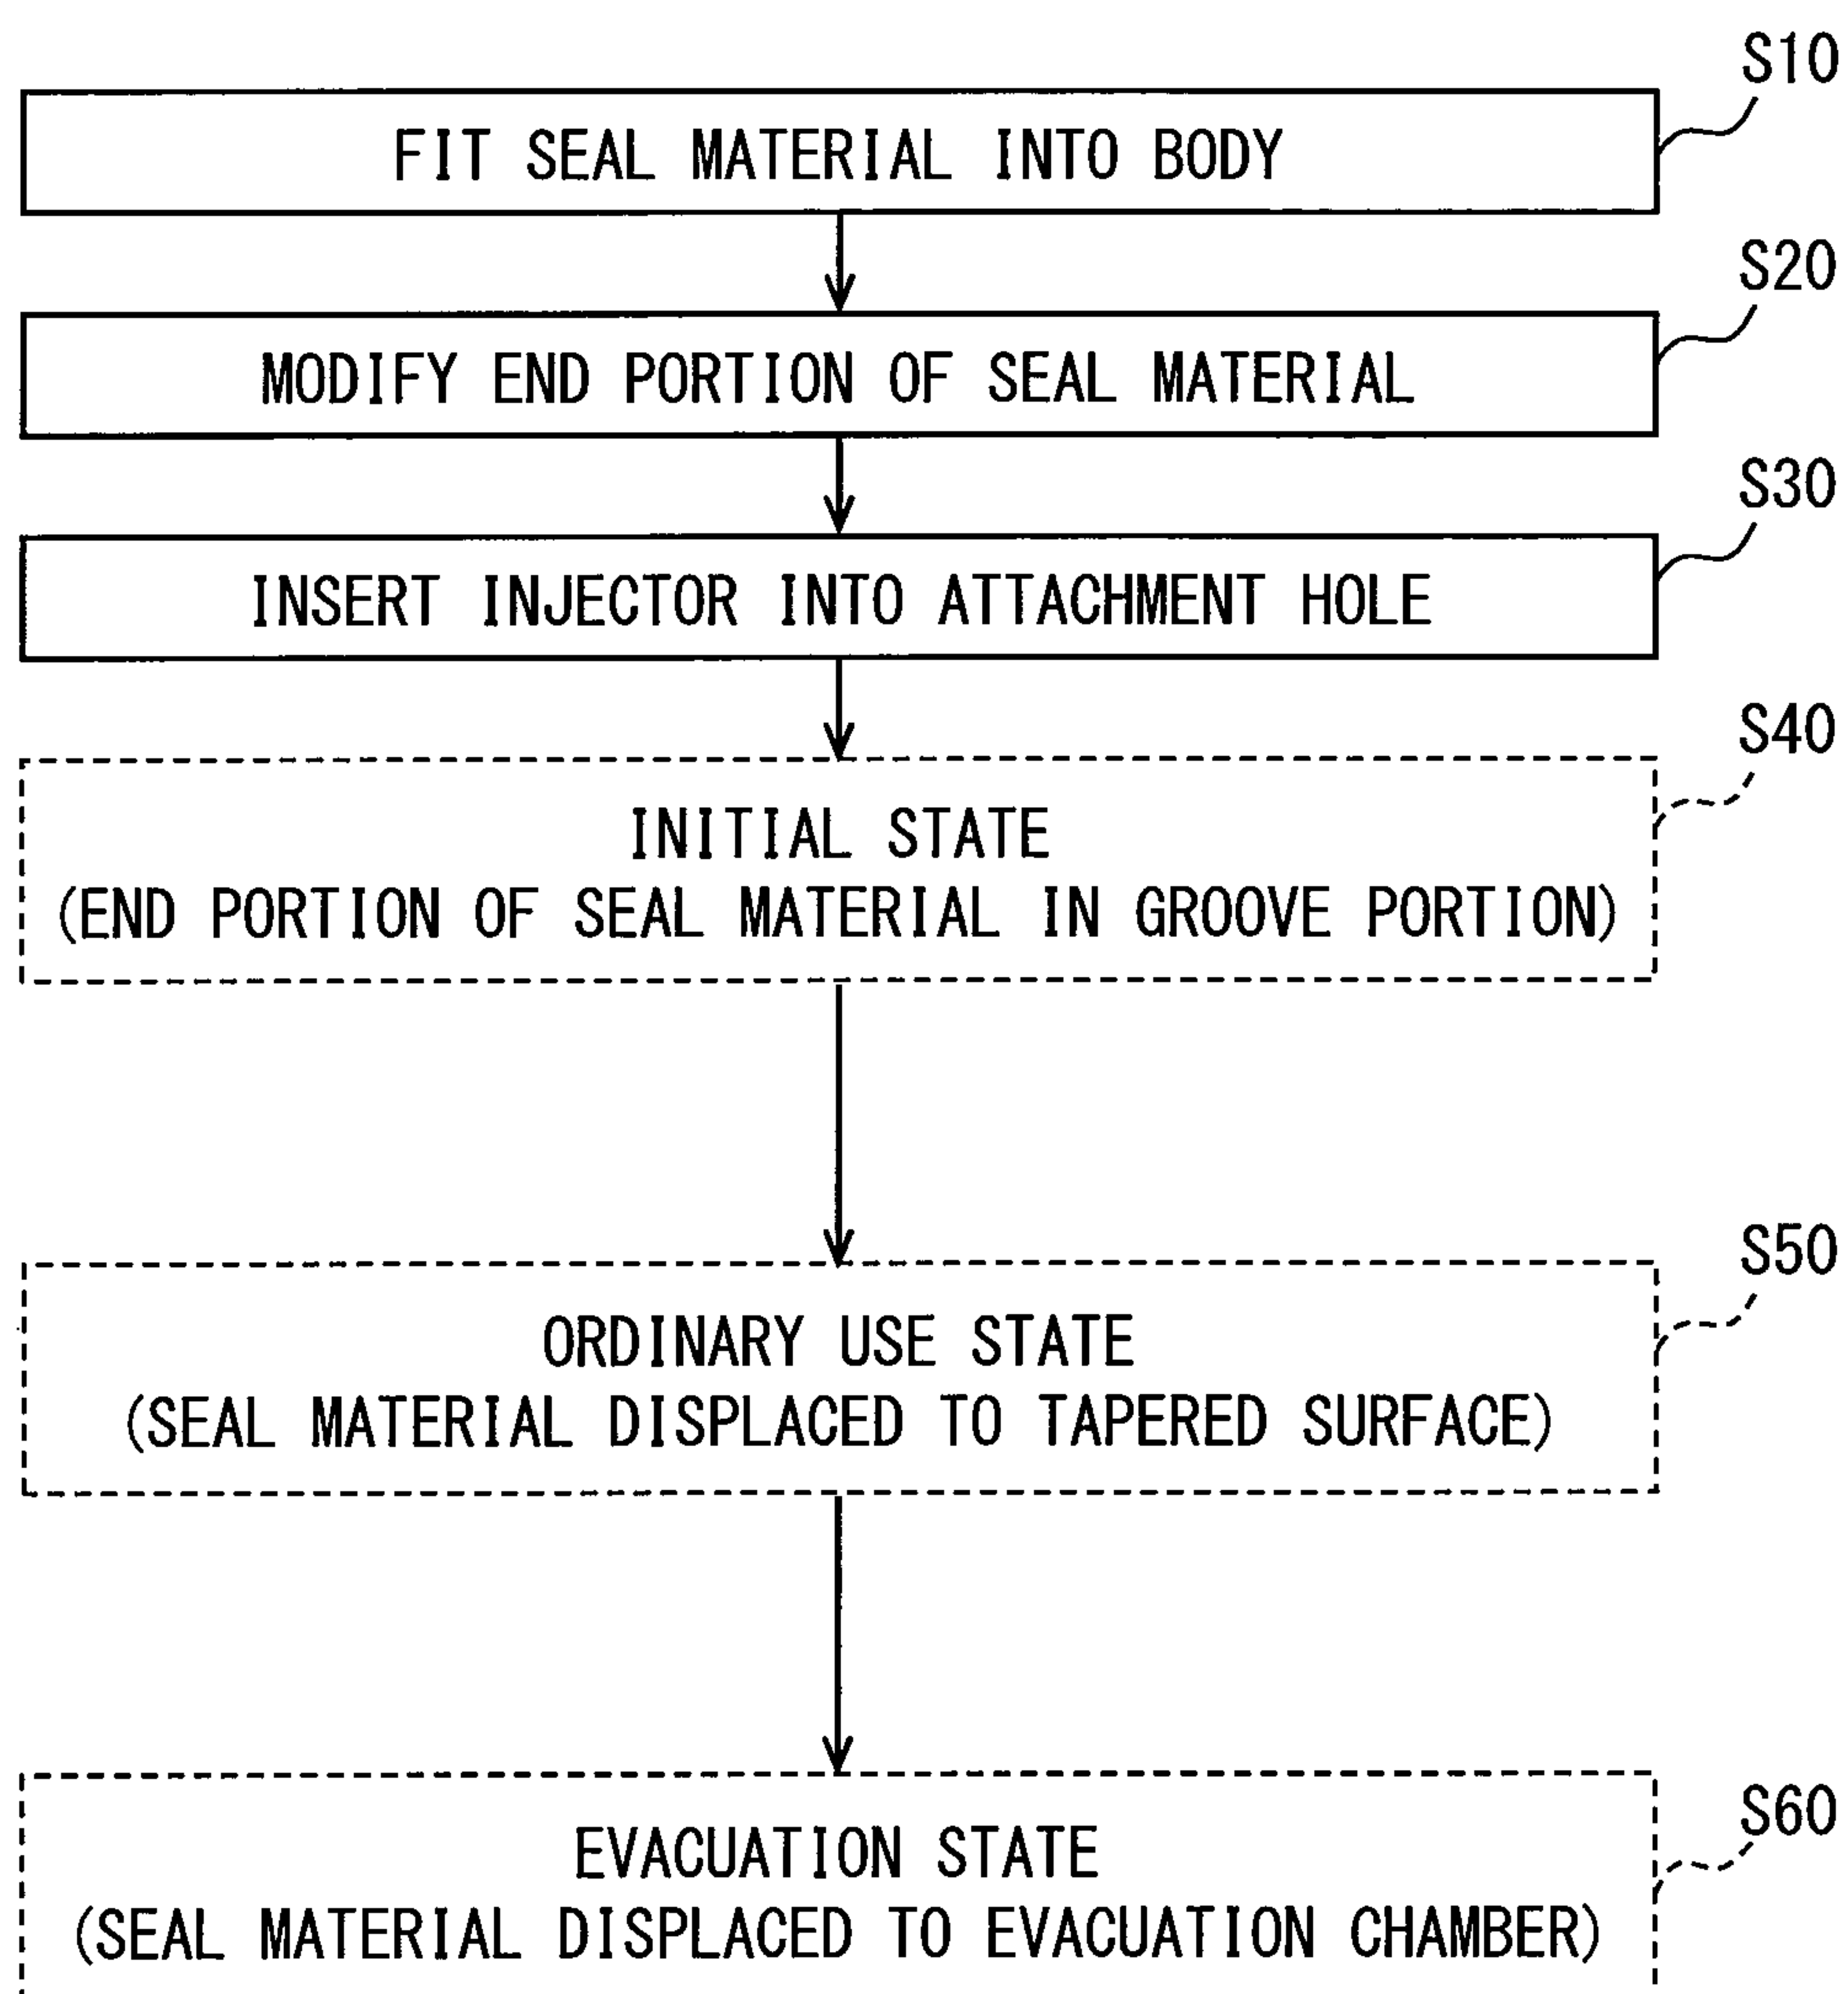 S10
FIT SEAL MATERIAL INTO BODY
S20
MODIFY END PORTION OF SEAL MATERIAL
S30
INSERT INJECTOR INTO ATTACHMENT HOLE
S40
INITIAL STATE
(END PORTION OF SEAL MATERIAL IN GROOVE PORTION)
S50
ORDINARY USE STATE
(SEAL MATERIAL DISPLACED TO TAPERED SURFACE)
S60
EVACUATION STATE
(SEAL MATERIAL DISPLACED TO EVACUATION CHAMBER)